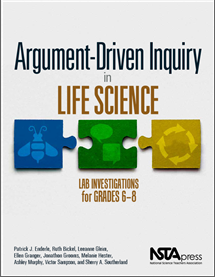 Argument-Driven Inquiry
in
LIFE SCIENCE
LAB INVESTIGATIONS
for GRADES 6–8
Patrick J. Enderle, Ruth Bickel, Leeanne Gleim,
Ellen Granger, Jonathon Grooms, Melanie Hester,
Ashley Murphy, Victor Sampson, and Sherry A. Southerland
NSTApress
National Science Teachers Association